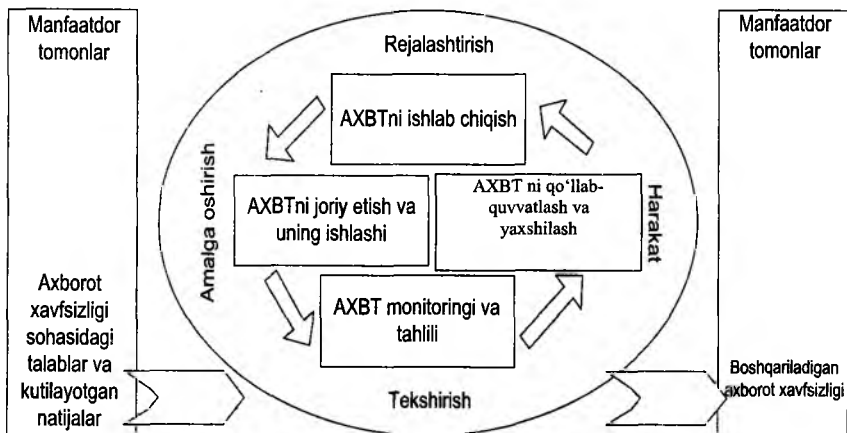 Manfaatdor
tomonlar
Axborot
xavfsizligi
sohasidagi
talablar va
kutilayotgan
natijalar
Rejalashtirish
AXBTni ishlab chiqish
Amalga oshirish
AXBTni joriy etish va
uning ishlashi
AXBT ni qo‘llab-
quvvatlash va
yaxshilash
Harakat
AXBT monitoringi va
tahlili
Tekshirish
Manfaatdor
tomonlar
Boshqariladigan
axborot xavfsizligi